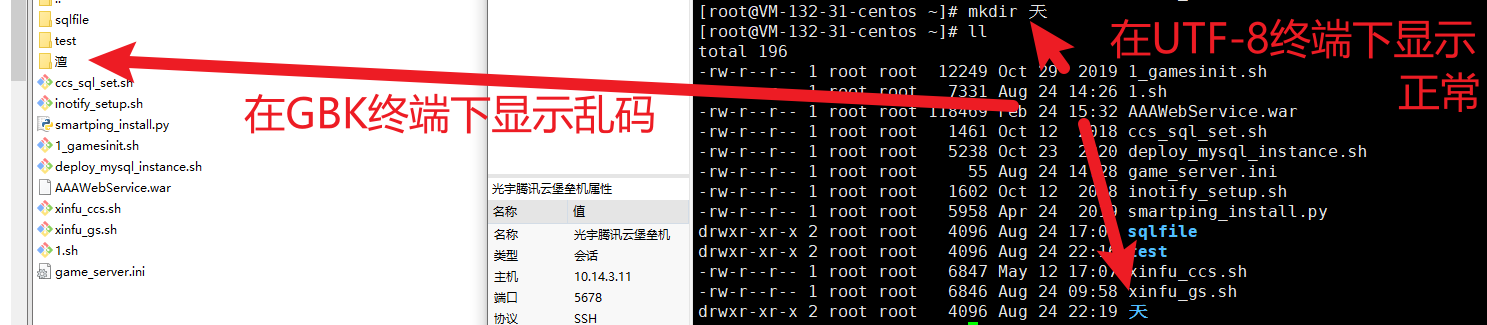 ..
sqlfile
test
渲
ccs_sql_set.sh
inotify_setup.sh
smartping_install.py
1_gamesinit.sh
deploy_mysql_instance.sh
AAAWebService.war
xinfu_ccs.sh
xinfu_gs.sh
1.sh
game_server.ini
在GBK终端下显示乱码
光宇腾讯云堡垒机属性
名称 值
名称 光宇腾讯云堡垒机
类型 会话
主机 10.14.3.11
端口 5678
协议 SSH
[root@VM-132-31-centos ~]# mkdir 天
[root@VM-132-31-centos ~]# ll
total 196
-rw-r--r-- 1 root root 12249 Oct 29 2019 1_gamesinit.sh
-rw-r--r-- 1 root root 7331 Aug 24 14:26 1.sh
-rw-r--r-- 1 root root 118469 Feb 24 15:32 AAAWebService.war
-rw-r--r-- 1 root root 1461 Oct 12 2018 ccs_sql_set.sh
-rw-r--r-- 1 root root 5238 Oct 23 2020 deploy_mysql_instance.sh
-rw-r--r-- 1 root root 55 Aug 24 14:28 game_server.ini
-rw-r--r-- 1 root root 1602 Oct 12 2018 inotify_setup.sh
-rw-r--r-- 1 root root 5958 Apr 24 2019 smartping_install.py
drwxr-xr-x 2 root root 4096 Aug 24 17:0 sqlfile
drwxr-xr-x 2 root root 4096 Aug 24 22:16 test
-rw-r--r-- 1 root root 6847 May 12 17:07 xinfu_ccs.sh
-rw-r--r-- 1 root root 6846 Aug 24 09:58 xinfu_gs.sh
drwxr-xr-x 2 root root 4096 Aug 24 22:19 天
在UTF-8终端下显示
正常